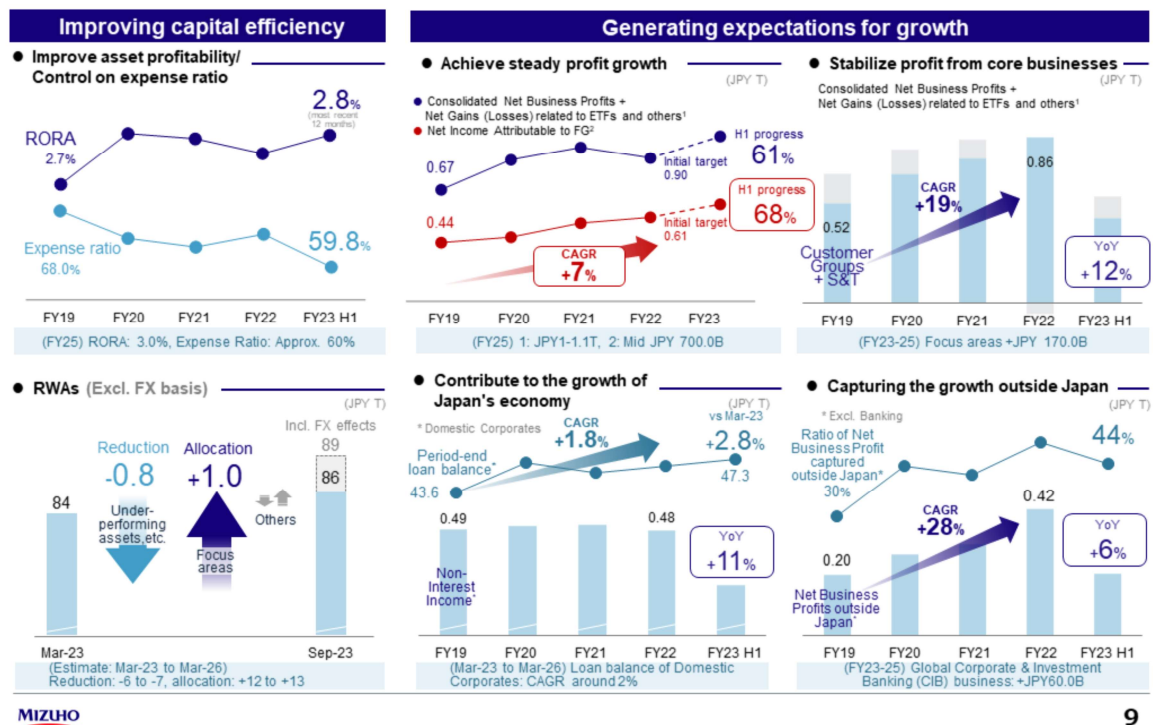 Improving capital efficiency
Generating expectations for growth
● Improve asset profitability/
Control on expense ratio
RORA
2.7%
2.8%
(most recent
12 months)
Expense ratio
68.0%
59.8%
FY19 FY20 FY21 FY22 FY23 H1
(FY25) RORA: 3.0%, Expense Ratio: Approx. 60%
● Achieve steady profit growth
(JPY T)
● Consolidated Net Business Profits +
Net Gains (Losses) related to ETFs and others¹
● Net Income Attributable to FG²
0.67
Initial target
0.90
H1 progress
61%
0.44
Initial target
0.61
H1 progress
68%
CAGR
+7%
FY19 FY20 FY21 FY22 FY23
(FY25) 1: JPY1-1.1T, 2: Mid JPY 700.0B
● Stabilize profit from core businesses
(JPY T)
Consolidated Net Business Profits +
Net Gains (Losses) related to ETFs and others¹
0.52
Customer
Groups
+ S&T
CAGR
+19%
0.86
YoY
+12%
FY19 FY20 FY21 FY22 FY23 H1
(FY23-25) Focus areas +JPY 170.0B
● RWAs (Excl. FX basis)
(JPY T)
84
Reduction
-0.8
Under-
performing
assets,etc.
Allocation
+1.0
Focus
areas
Others
Incl. FX effects
89
86
Mar-23 Sep-23
(Estimate: Mar-23 to Mar-26)
Reduction: -6 to -7, allocation: +12 to +13
● Contribute to the growth of
Japan's economy
(JPY T)
* Domestic Corporates
CAGR
+1.8%
vs Mar-23
+2.8%
Period-end
loan balance*
43.6
47.3
0.49
0.48
Non-
Interest
Income*
YoY
+11%
FY19 FY20 FY21 FY22 FY23 H1
(Mar-23 to Mar-26) Loan balance of Domestic
Corporates: CAGR around 2%
● Capturing the growth outside Japan
(JPY T)
* Excl. Banking
Ratio of Net
Business Profit
captured
outside Japan*
30%
44%
0.20
CAGR
+28%
0.42
Net Business
Profits outside
Japan*
YoY
+6%
FY19 FY20 FY21 FY22 FY23 H1
(FY23-25) Global Corporate & Investment
Banking (CIB) business: +JPY60.0B
MIZUHO
9